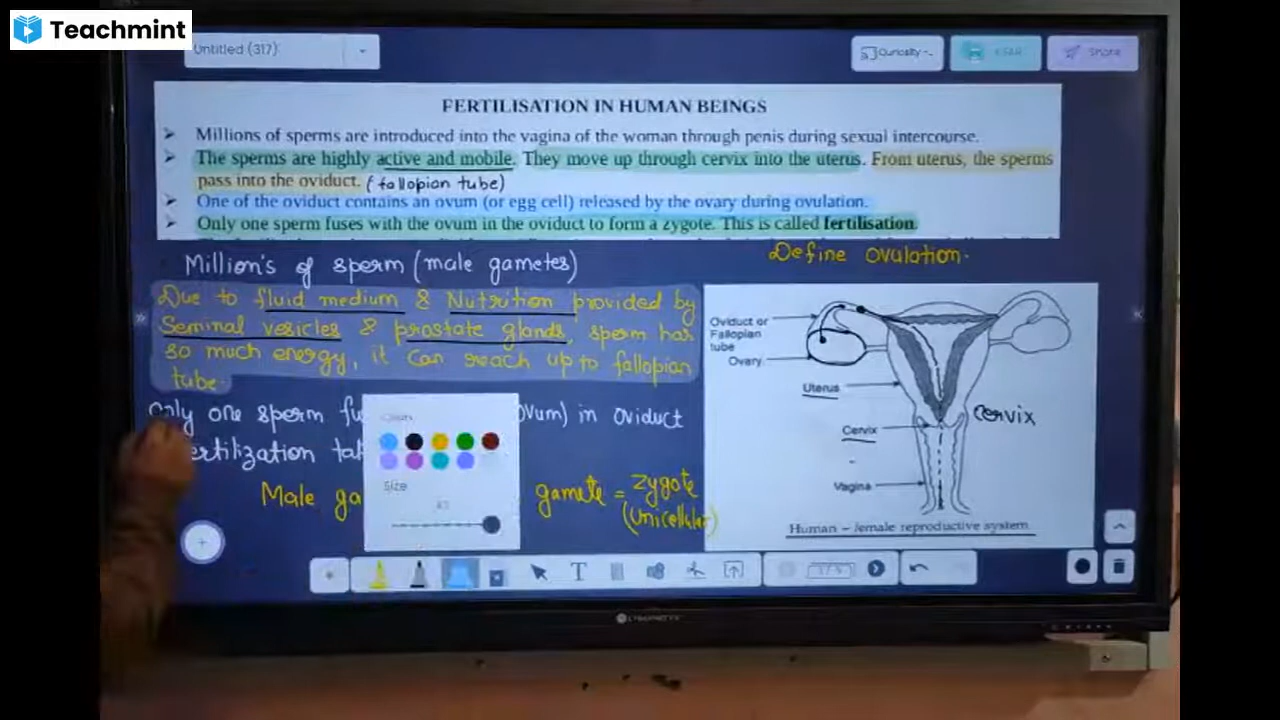 Teachmint
Untitled (317)
Share
FERTILISATION IN HUMAN BEINGS
Millions of sperms are introduced into the vagina of the woman through penis during sexual intercourse.
The sperms are highly active and mobile. They move up through cervix into the uterus. From uterus, the sperms
pass into the oviduct. (fallopian tube)
One of the oviduct contains an ovum (or egg cell) released by the ovary during ovulation.
Only one sperm fuses with the ovum in the oviduct to form a zygote. This is called fertilisation.
Million's of sperm (male gametes)
Define Ovulation.
Due to fluid medium & Nutrition provided by
Seminal vesicles & prostate glands, sperm has
so much energy, it can reach up to fallopian
tube.
Only one sperm fu ovum) in oviduct
ertilization ta
Male ga gamete = zygote
(Unicellular)
Size
Oviduct or
Fallopian
tube
Ovary
Uterus
Cervix
Cervix
Vagina
Human – female reproductive system